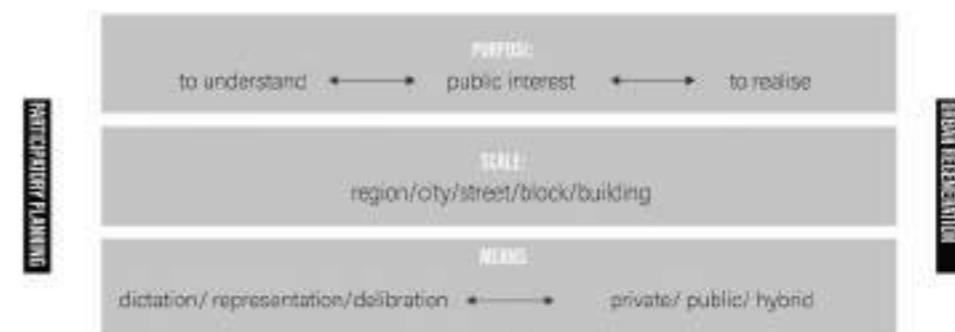 PURPOSE:
to understand public interest to realise
PARTICIPATORY PLANNING
SCALE:
region/city/street/block/building
URBAN REGENERATION
MEANS:
dictation/ representation/delibration private/ public/ hybrid